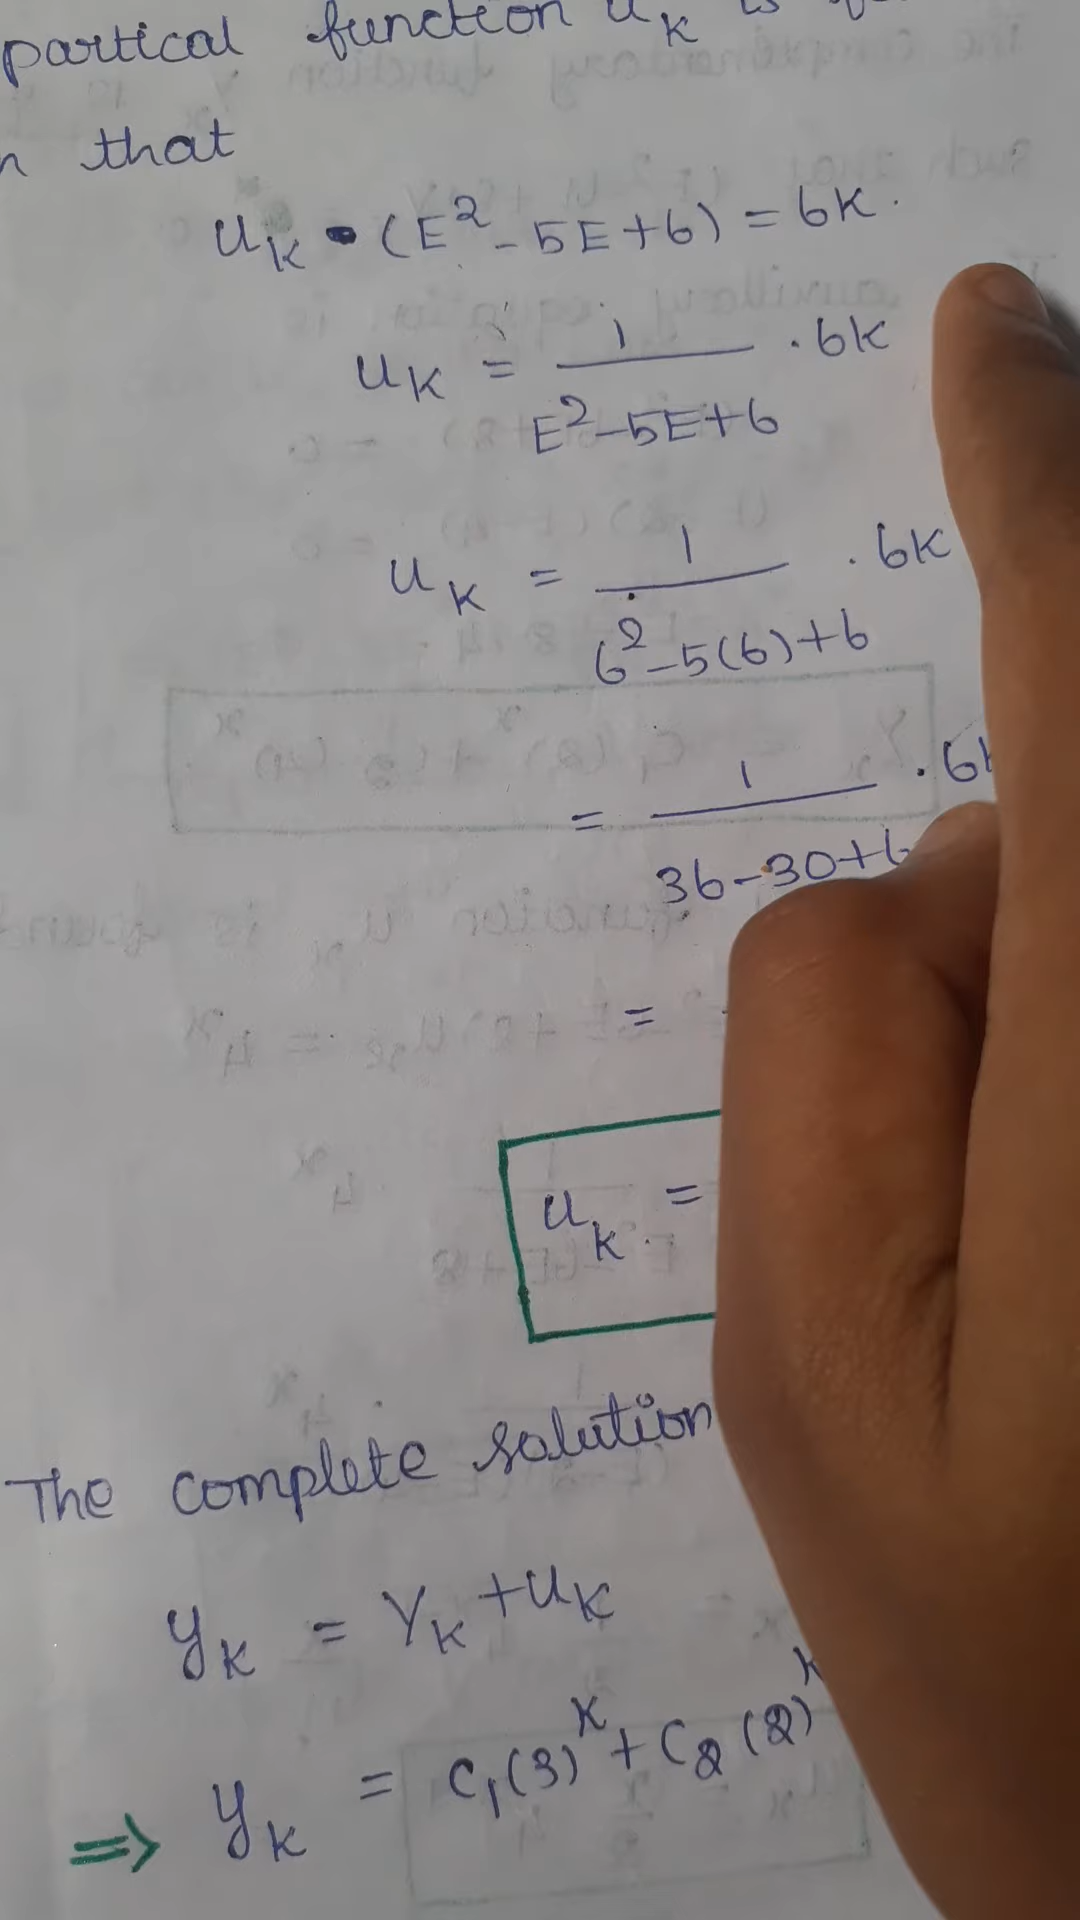 partical function u_k is
that
u_k • (E² - 5E + 6) = 6k.
u_k = 1 / (E² - 5E + 6) . 6k
u_k = 1 / (6² - 5(6) + 6) . 6k
= 1 / (36 - 30 + 6 . 6k
=
u_k. =
The complete solution
y_k = Y_k + u_k
⇒ y_k = C₁(3)^k + C₂(2)^k